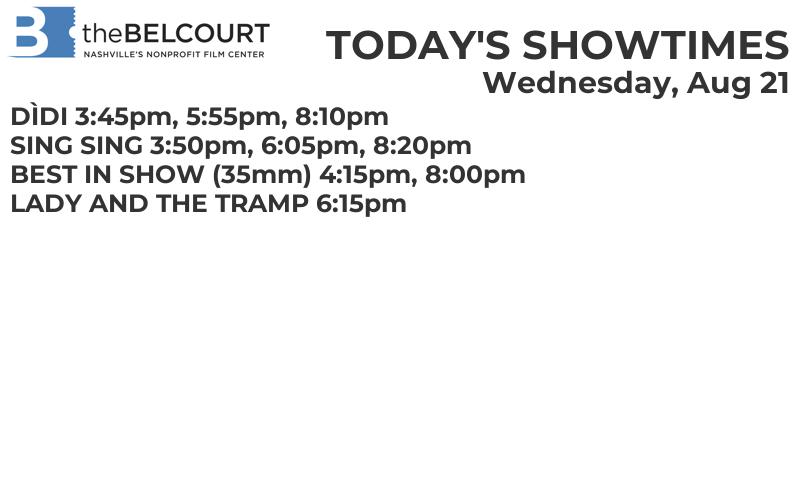 B theBELCOURT
NASHVILLE'S NONPROFIT FILM CENTER
TODAY'S SHOWTIMES
Wednesday, Aug 21
DÌDI 3:45pm, 5:55pm, 8:10pm
SING SING 3:50pm, 6:05pm, 8:20pm
BEST IN SHOW (35mm) 4:15pm, 8:00pm
LADY AND THE TRAMP 6:15pm